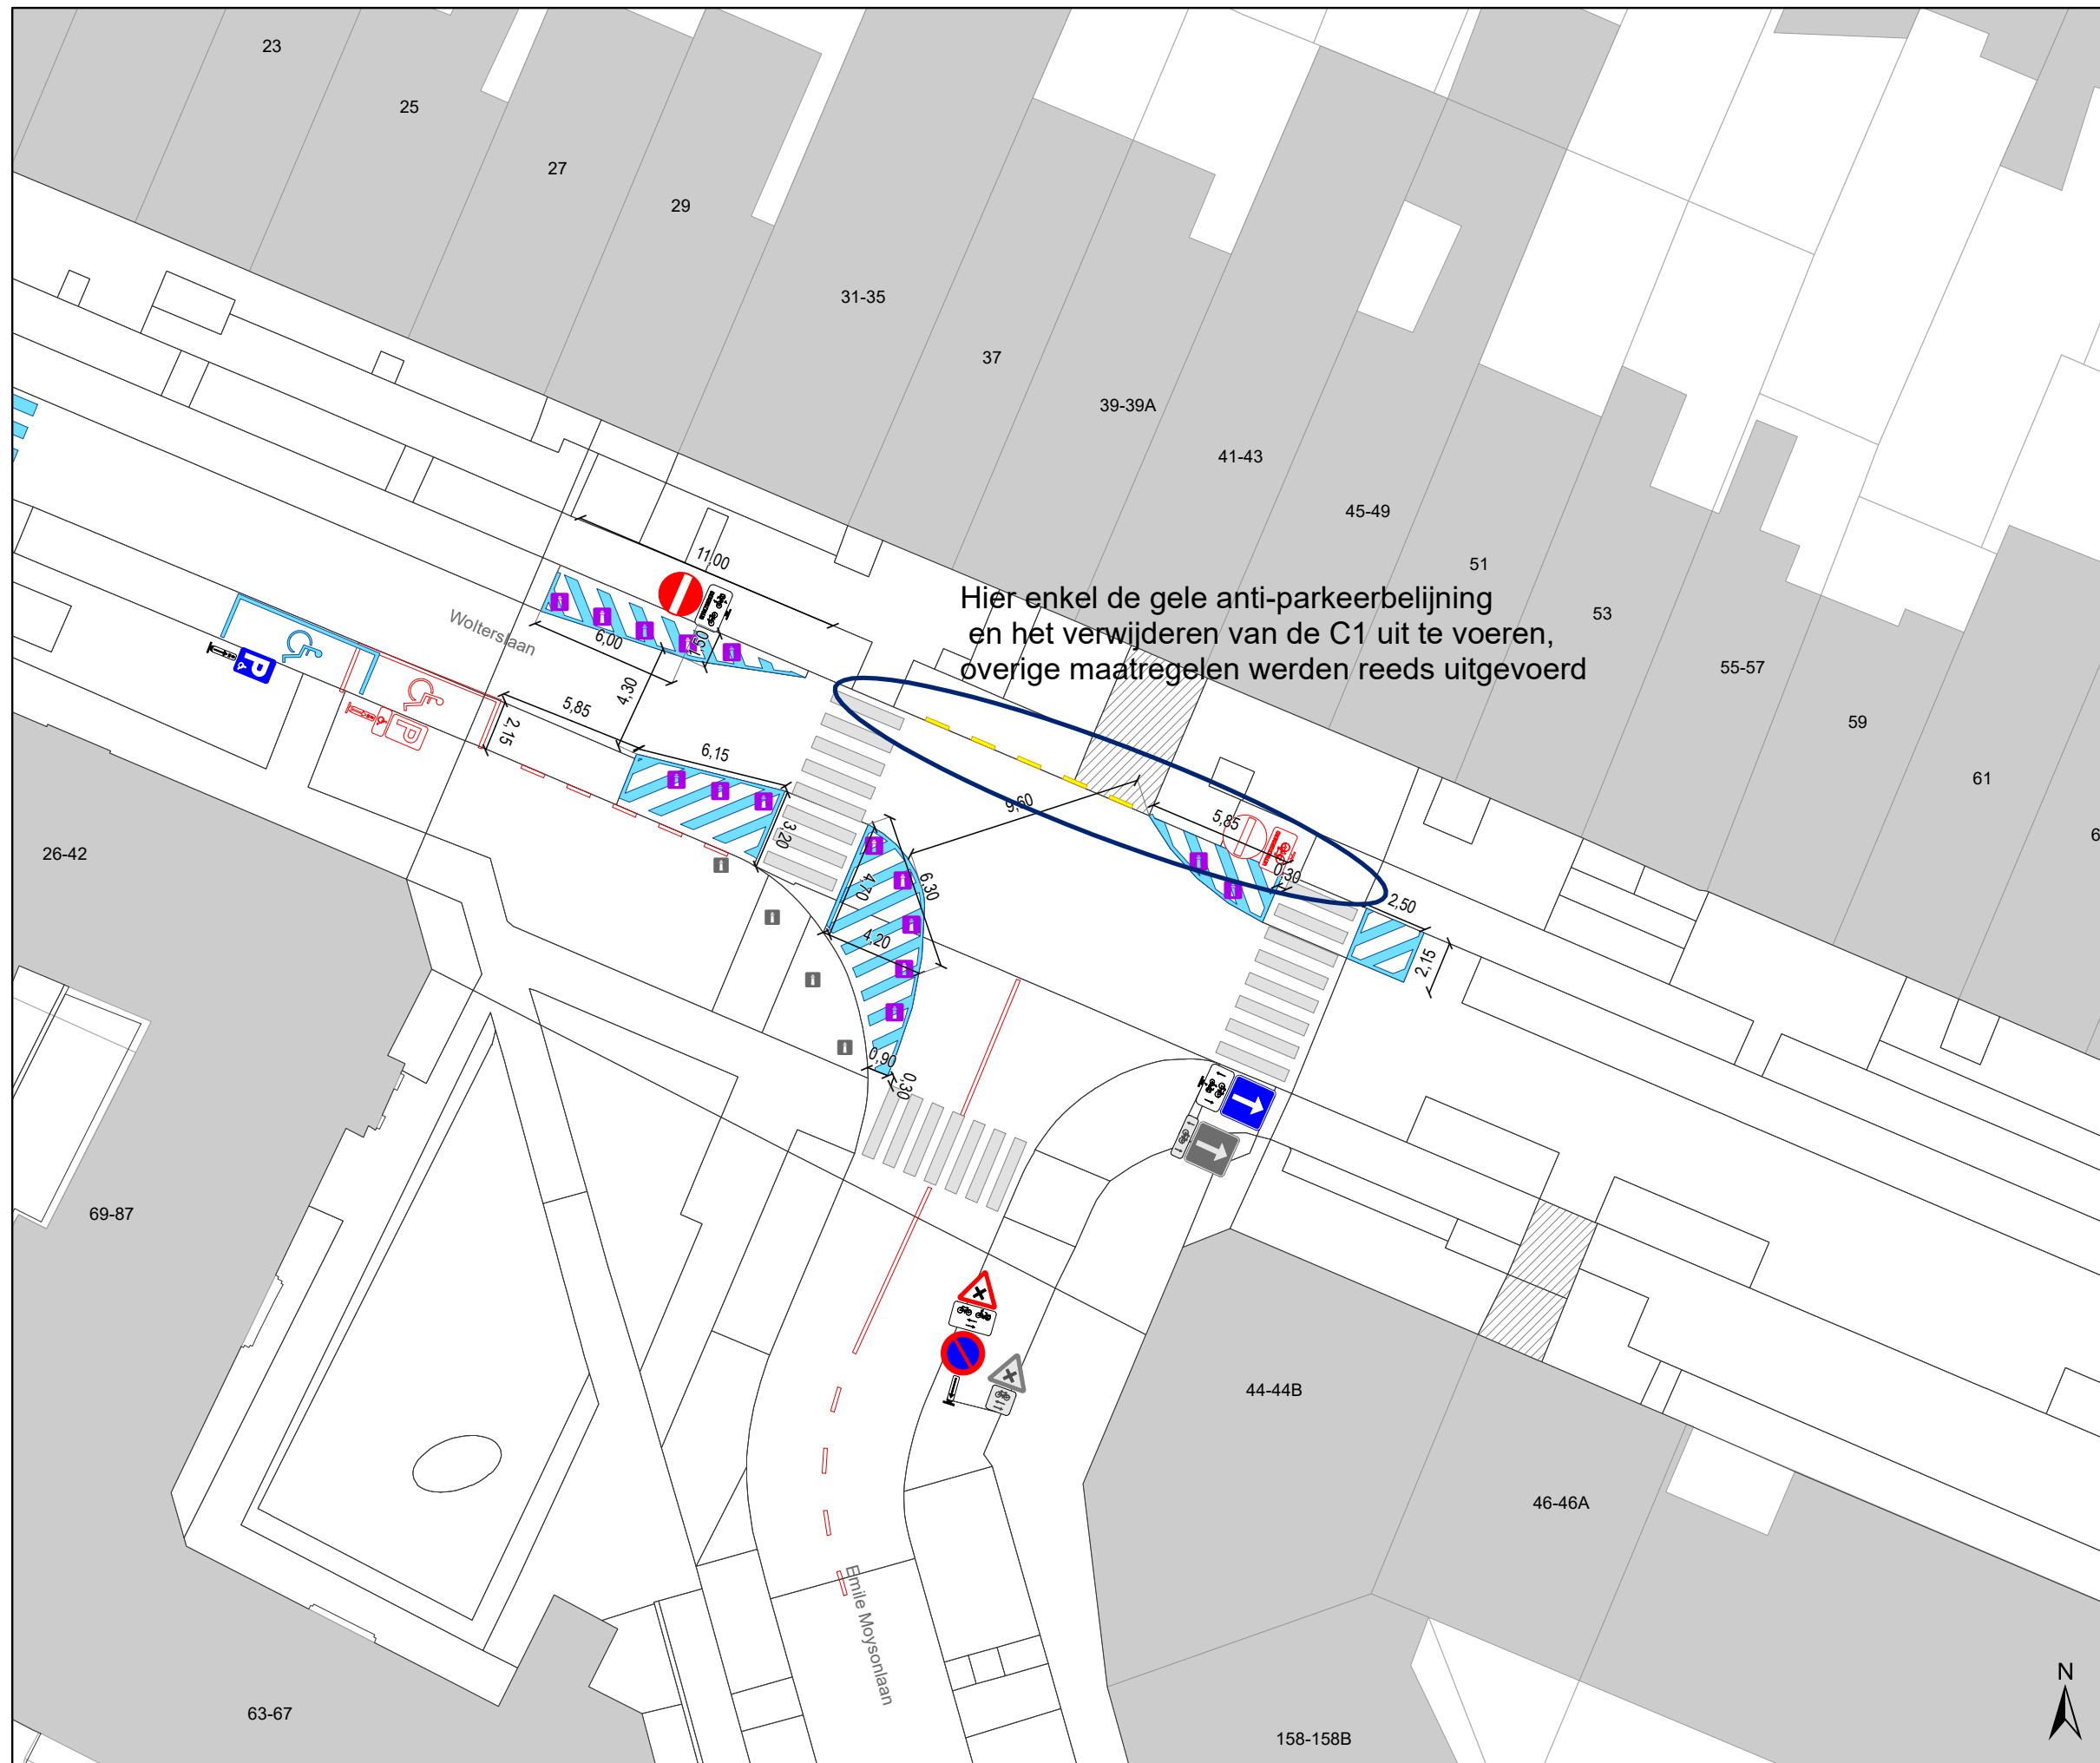 23
25
27
29
31-35
37
39-39A
41-43
45-49
51
53
55-57
59
61
6
11,00
Hier enkel de gele anti-parkeerbelijning
en het verwijderen van de C1 uit te voeren,
overige maatregelen werden reeds uitgevoerd
Wolterslaan
6,00
1,50
5,85
4,30
2,15
6,15
9,60
5,85
3,20
4,70
6,30
0,30
2,50
4,20
2,15
0,90
0,30
P
P
26-42
69-87
63-67
44-44B
46-46A
158-158B
Emile Moysonlaan
N